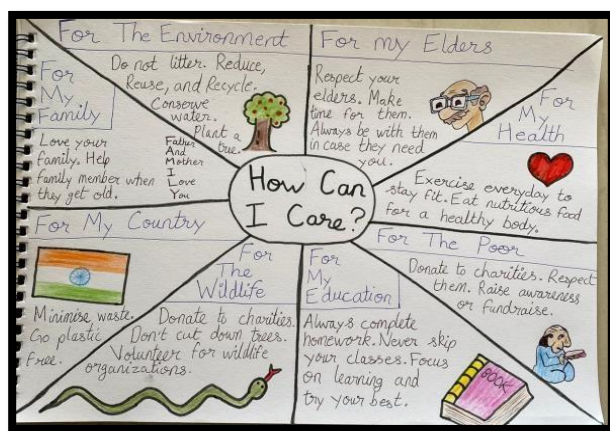 For The Environment
Do not litter. Reduce,
Reuse, and Recycle.
Conserve
water.
Plant a
tree.
For my Elders
Respect your
elders. Make
time for them.
Always be with them
in case they need
you.
For
My
Health
Exercise everyday to
stay fit. Eat nutritious food
for a healthy body.
For The Poor
Donate to charities. Respect
them. Raise awareness
or fundraise.
For
My
Education
Always complete
homework. Never skip
your classes. Focus
on learning and
try your best.
BOOK
For
The
Wildlife
Donate to charities.
Don't cut down trees.
Volunteer for wildlife
organizations.
For My Country
Minimise waste.
Go plastic
free.
For
My
Family
Love your
family. Help
family member when
they get old.
Father
And
Mother
I
Love
You
How Can
I Care?